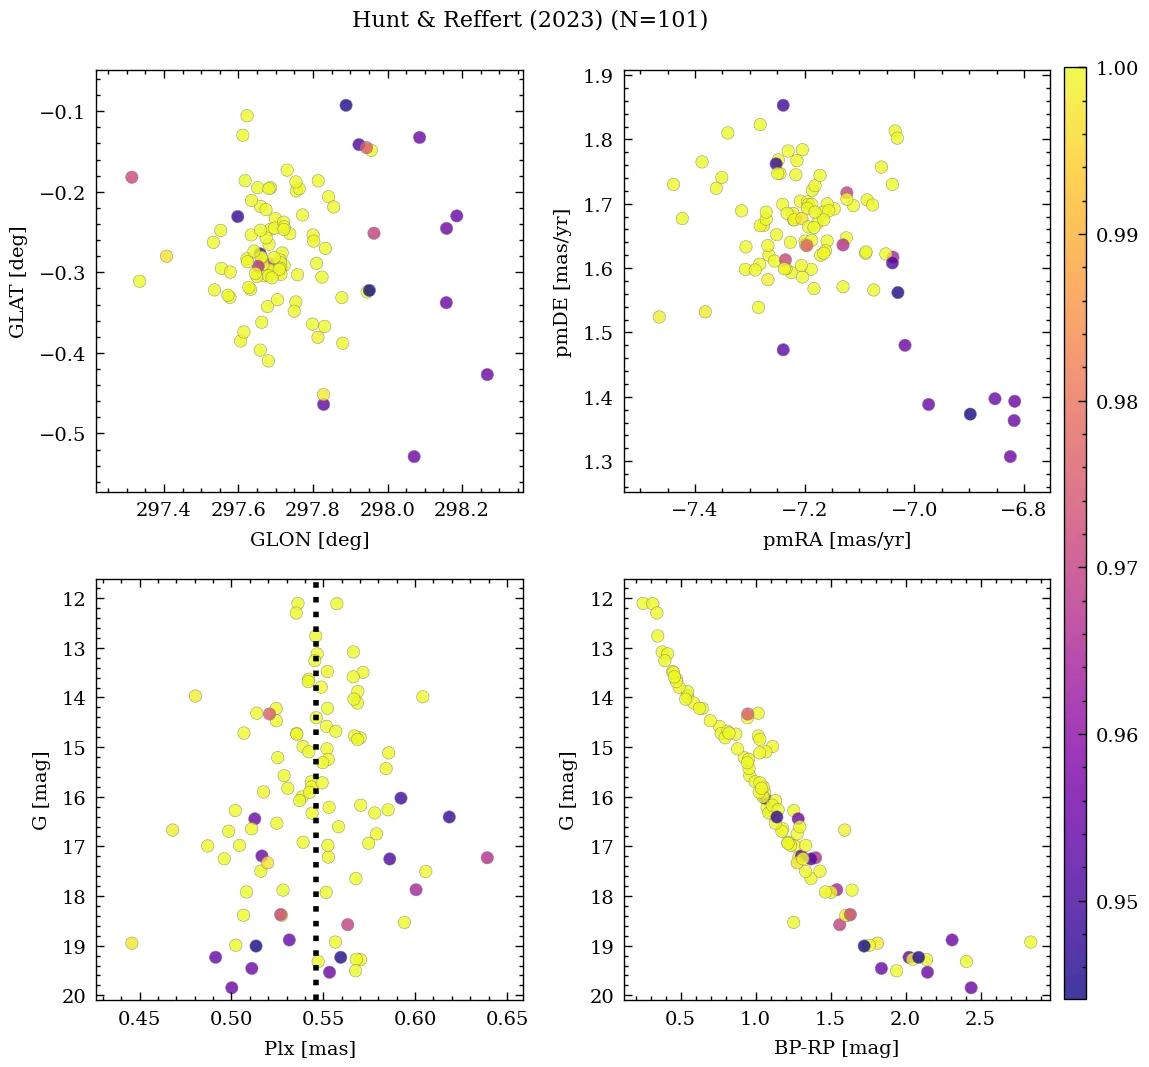 Hunt & Reffert (2023) (N=101)
−0.1
−0.2
−0.3
−0.4
−0.5
GLAT [deg]
297.4 297.6 297.8 298.0 298.2
GLON [deg]
1.9
1.8
1.7
1.6
1.5
1.4
1.3
pmDE [mas/yr]
−7.4 −7.2 −7.0 −6.8
pmRA [mas/yr]
1.00
0.99
0.98
0.97
0.96
0.95
12
13
14
15
16
17
18
19
20
G [mag]
0.45 0.50 0.55 0.60 0.65
Plx [mas]
12
13
14
15
16
17
18
19
20
G [mag]
0.5 1.0 1.5 2.0 2.5
BP-RP [mag]